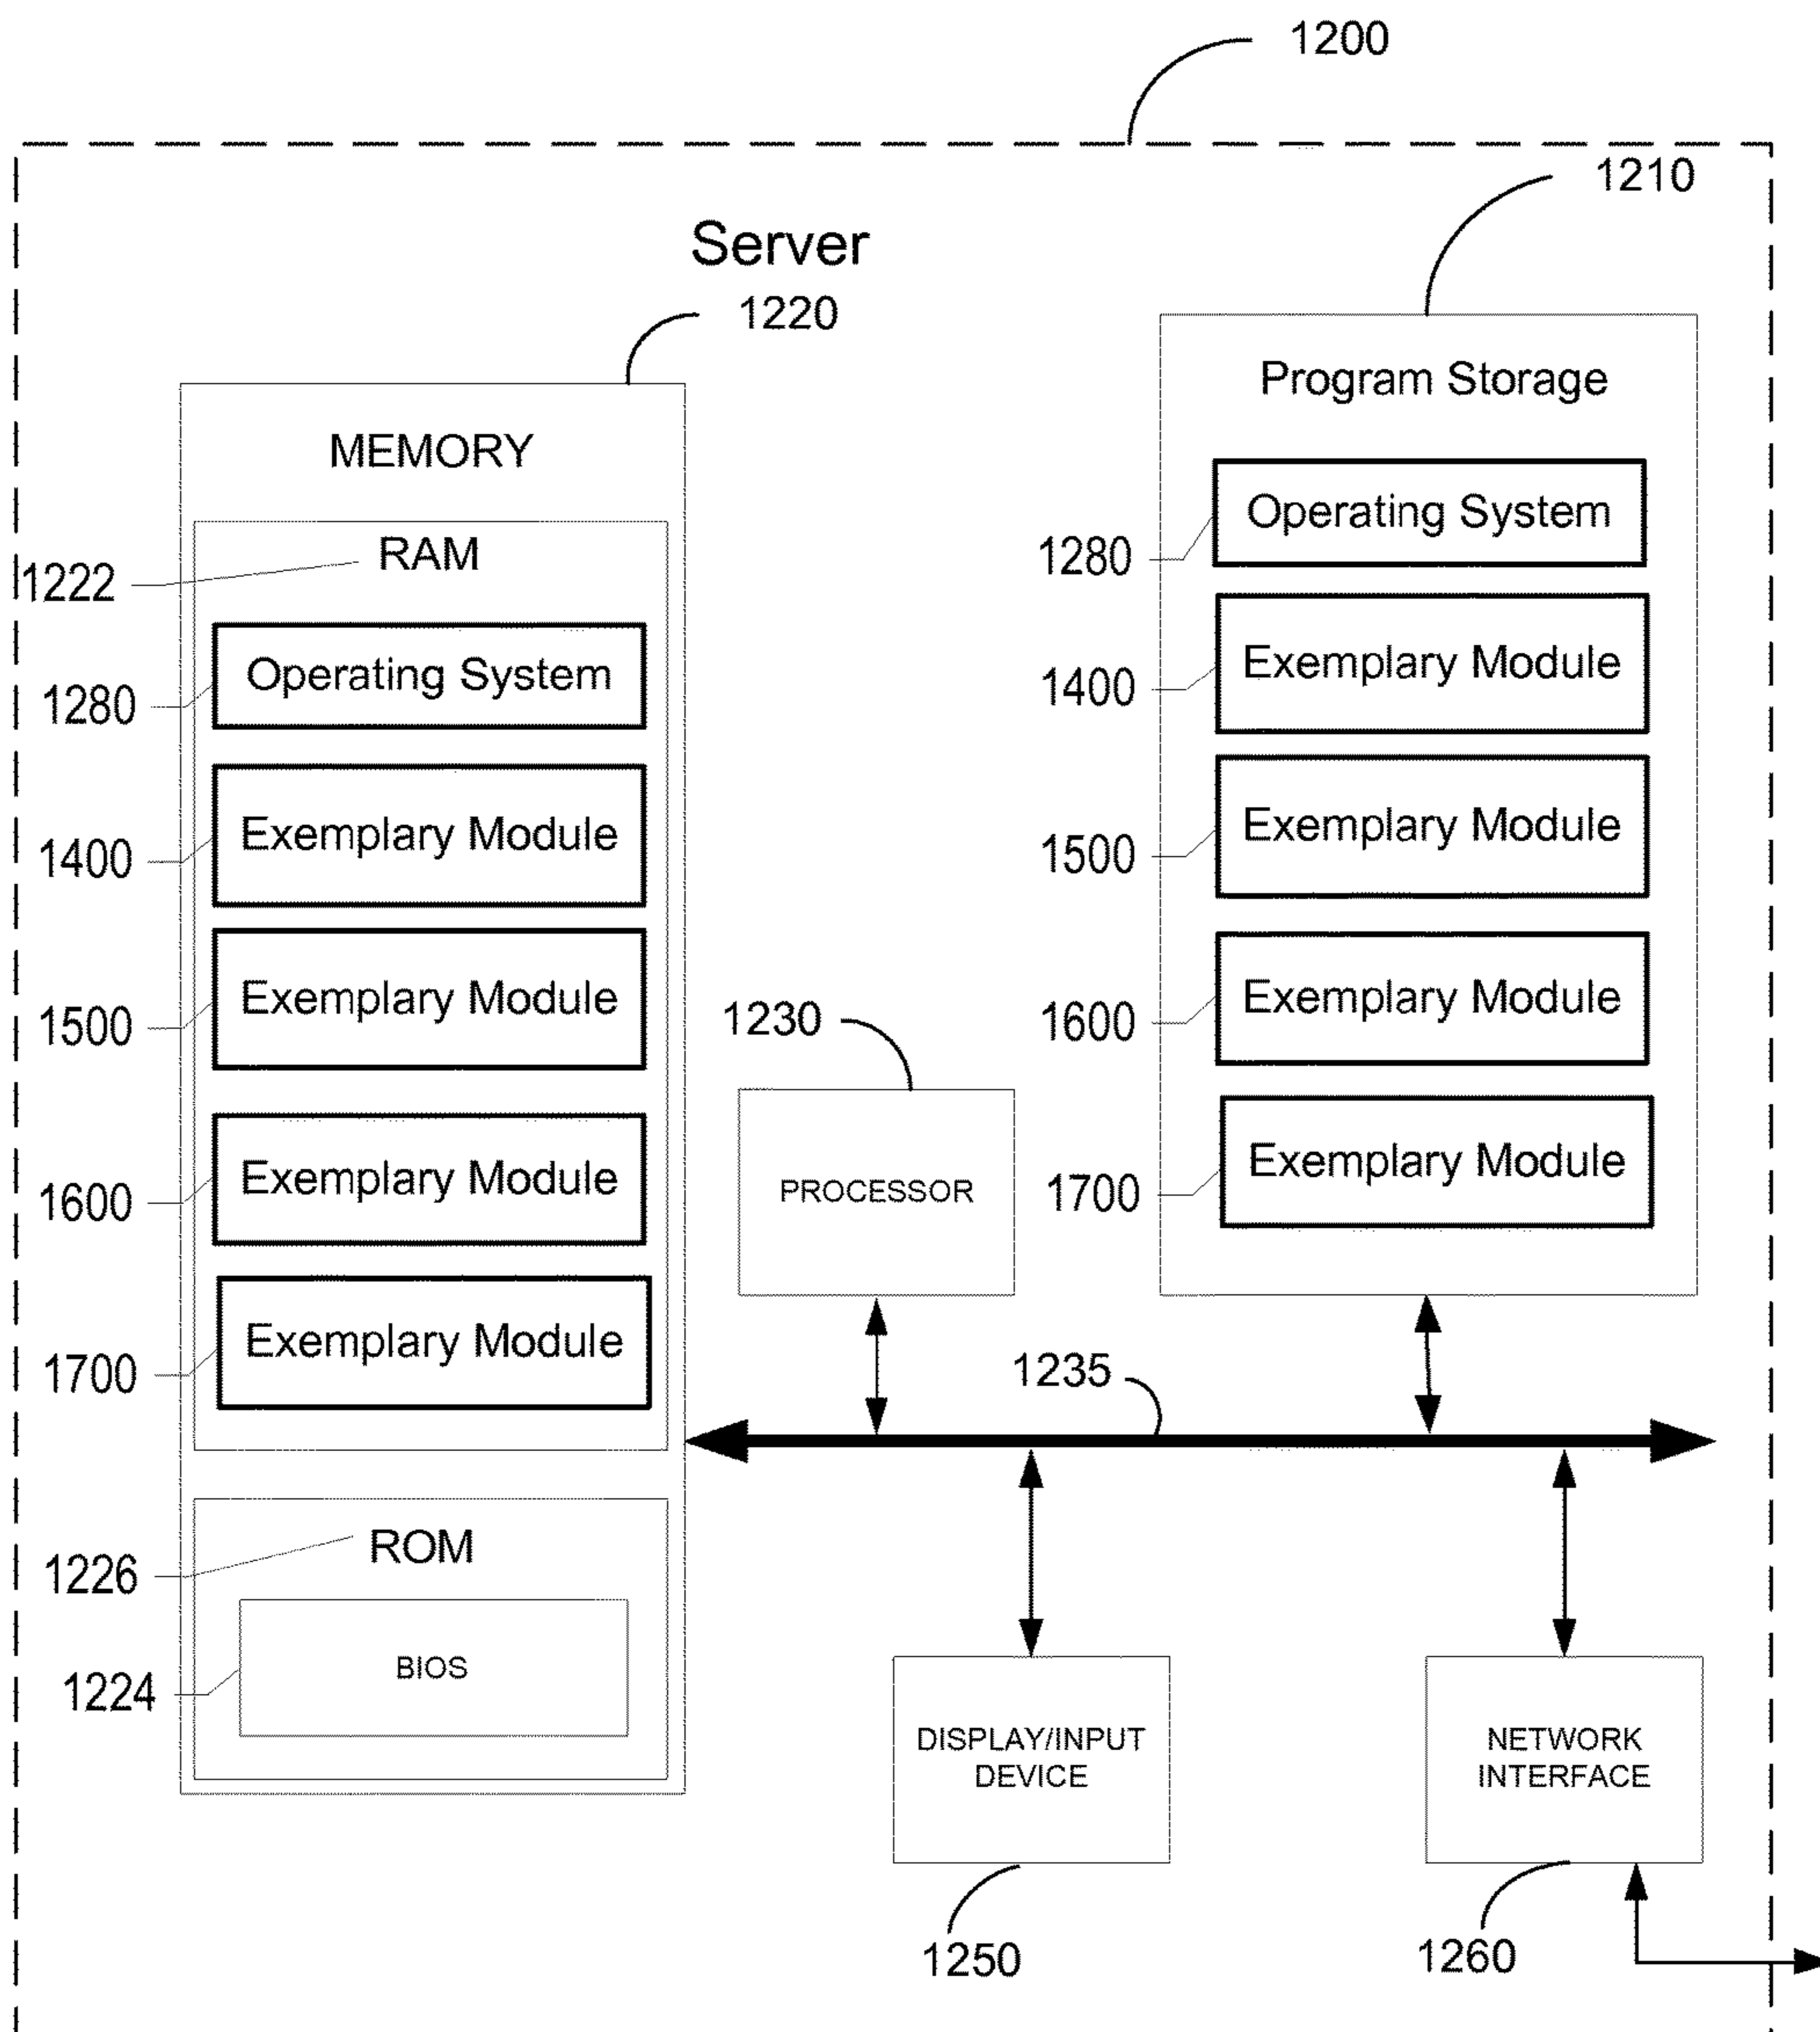 1200
1210
Server
1220
Program Storage
MEMORY
Operating System
1280
RAM
1222
Exemplary Module
1400
Operating System
1280
Exemplary Module
1500
Exemplary Module
1400
Exemplary Module
1600
Exemplary Module
1500
1230
Exemplary Module
1700
Exemplary Module
1600
PROCESSOR
Exemplary Module
1700
1235
ROM
1226
BIOS
1224
DISPLAY/INPUT
DEVICE
NETWORK
INTERFACE
1250
1260